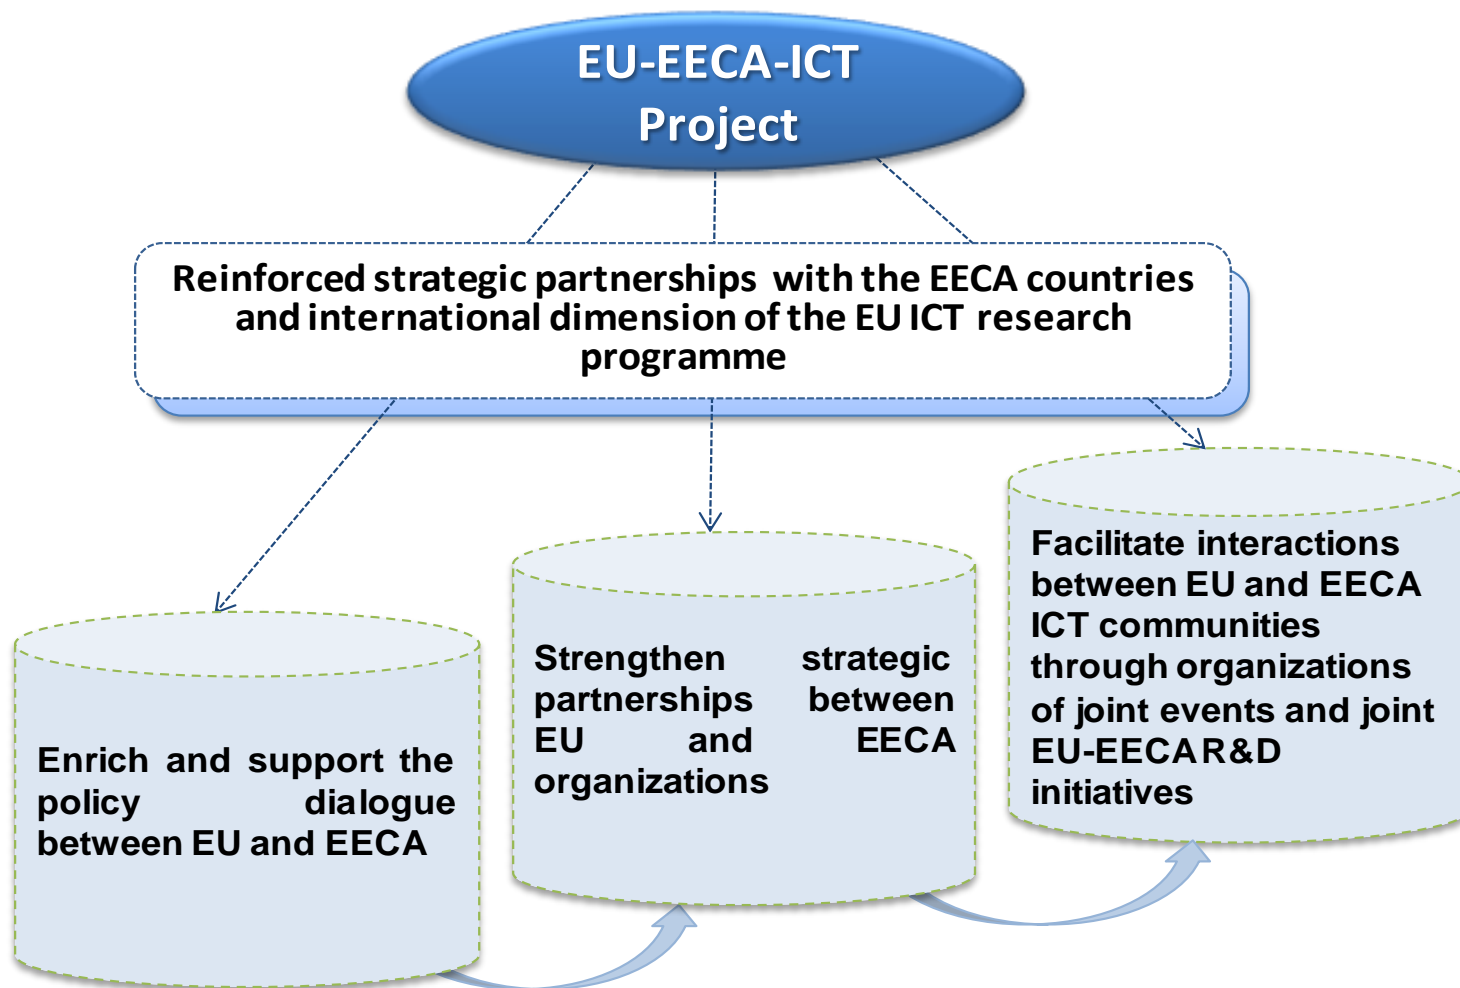 EU-EECA-ICT
Project
Reinforced strategic partnerships with the EECA countries
and international dimension of the EU ICT research
programme
Enrich and support the
policy dialogue
between EU and EECA
Strengthen strategic
partnerships between
EU and EECA
organizations
Facilitate interactions
between EU and EECA
ICT communities
through organizations
of joint events and joint
EU-EECA R&D
initiatives